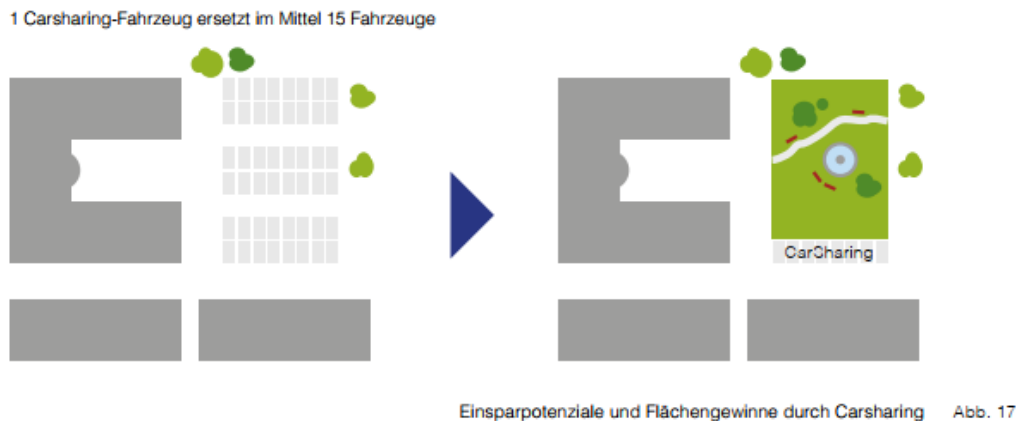 1 Carsharing-Fahrzeug ersetzt im Mittel 15 Fahrzeuge
CarSharing
Einsparpotenziale und Flächengewinne durch Carsharing Abb. 17